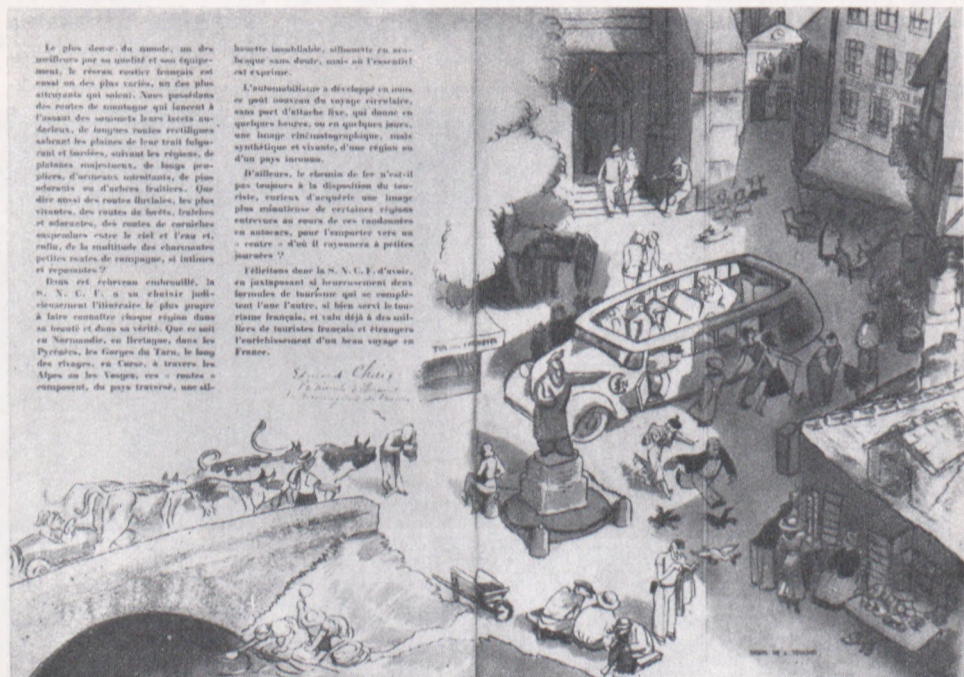 Le plus dense du monde, un des
meilleurs par sa qualité et son équipe-
ment, le réseau routier français est
aussi un des plus variés, un des plus
attrayants qui soient. Nous possédons
des routes de montagne qui lancent à
l'assaut des sommets leurs lacets au-
dacieux, de longues routes rectilignes
sabrant les plaines de leur trait fulgu-
rant et bordées, suivant les régions, de
platanes majestueux, de longs peu-
pliers, d'ormeaux miroitants, de pins
odorants ou d'arbres fruitiers. Que
dire aussi des routes fluviales, les plus
vivantes, des routes de forêts, fraîches
et odorantes, des routes de corniches
suspendues entre le ciel et l'eau et,
enfin, de la multitude des charmantes
petites routes de campagne, si intimes
et reposantes ?
Dans cet écheveau embrouillé, la
S. N. C. F. a su choisir judi-
cieusement l'itinéraire le plus propre
à faire connaître chaque région dans
sa beauté et dans sa vérité. Que ce soit
en Normandie, en Bretagne, dans les
Pyrénées, les Gorges du Tarn, le long
des rivages, en Corse, à travers les
Alpes ou les Vosges, ces « routes »
composent, du pays traversé, une sil-
houette inoubliable, silhouette en ara-
besque sans doute, mais où l'essentiel
est exprimé.
L'automobilisme a développé en nous
ce goût nouveau du voyage circulaire,
sans port d'attache fixe, qui donne en
quelques heures, ou en quelques jours,
une image cinématographique, mais
synthétique et vivante, d'une région ou
d'un pays inconnu.
D'ailleurs, le chemin de fer n'est-il
pas toujours à la disposition du tou-
riste, curieux d'acquérir une image
plus minutieuse de certaines régions
entrevues au cours de ces randonnées
en autocars, pour l'emporter vers un
« centre » d'où il rayonnera à petites
journées ?
Félicitons donc la S. N. C. F. d'avoir,
en juxtaposant si heureusement deux
formules de tourisme qui se complè-
tent l'une l'autre, si bien servi le tou-
risme français, et valu déjà à des mil-
liers de touristes français et étrangers
l'enrichissement d'un beau voyage en
France.
Edmond Chaix